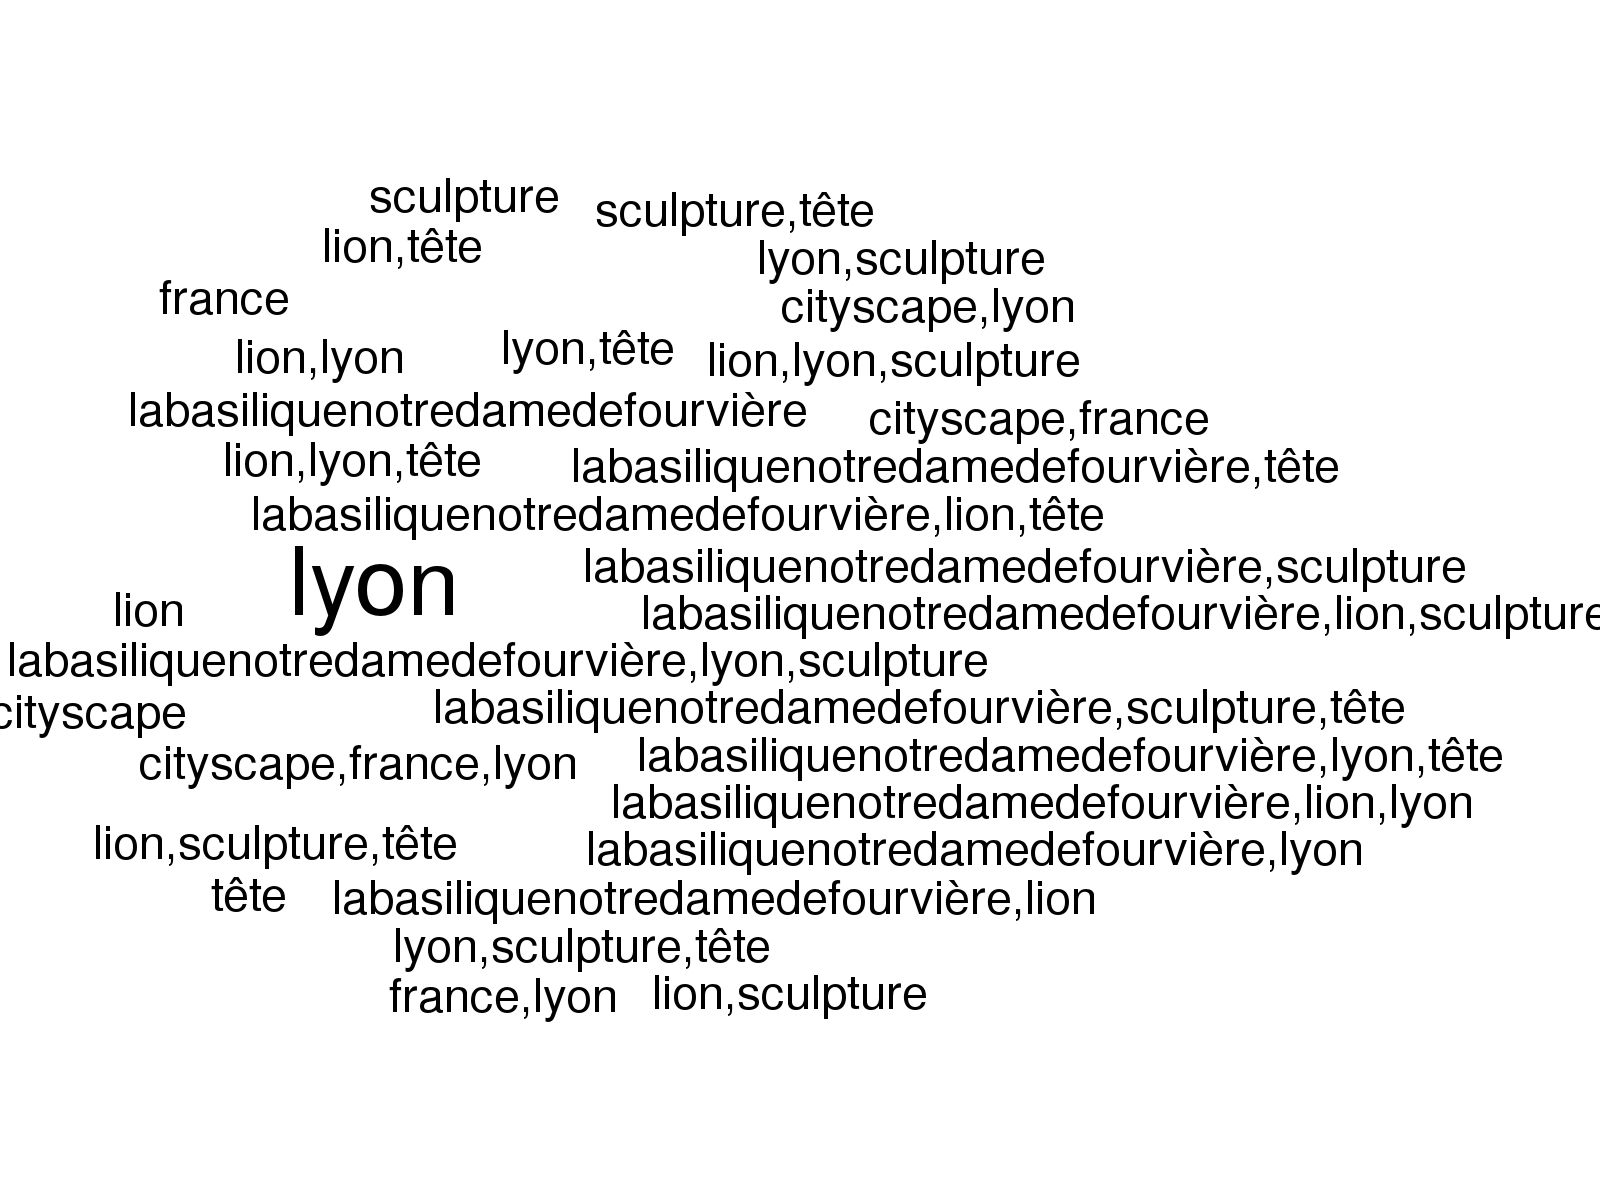 sculpture
sculpture,tête
lion,tête
lyon,sculpture
france
cityscape,lyon
lion,lyon
lyon,tête
lion,lyon,sculpture
labasiliquenotredamedefourvière
cityscape,france
lion,lyon,tête
labasiliquenotredamedefourvière,tête
labasiliquenotredamedefourvière,lion,tête
lyon
labasiliquenotredamedefourvière,sculpture
lion
labasiliquenotredamedefourvière,lion,sculpture
labasiliquenotredamedefourvière,lyon,sculpture
cityscape
labasiliquenotredamedefourvière,sculpture,tête
cityscape,france,lyon
labasiliquenotredamedefourvière,lyon,tête
labasiliquenotredamedefourvière,lion,lyon
lion,sculpture,tête
labasiliquenotredamedefourvière,lyon
tête
labasiliquenotredamedefourvière,lion
lyon,sculpture,tête
france,lyon
lion,sculpture